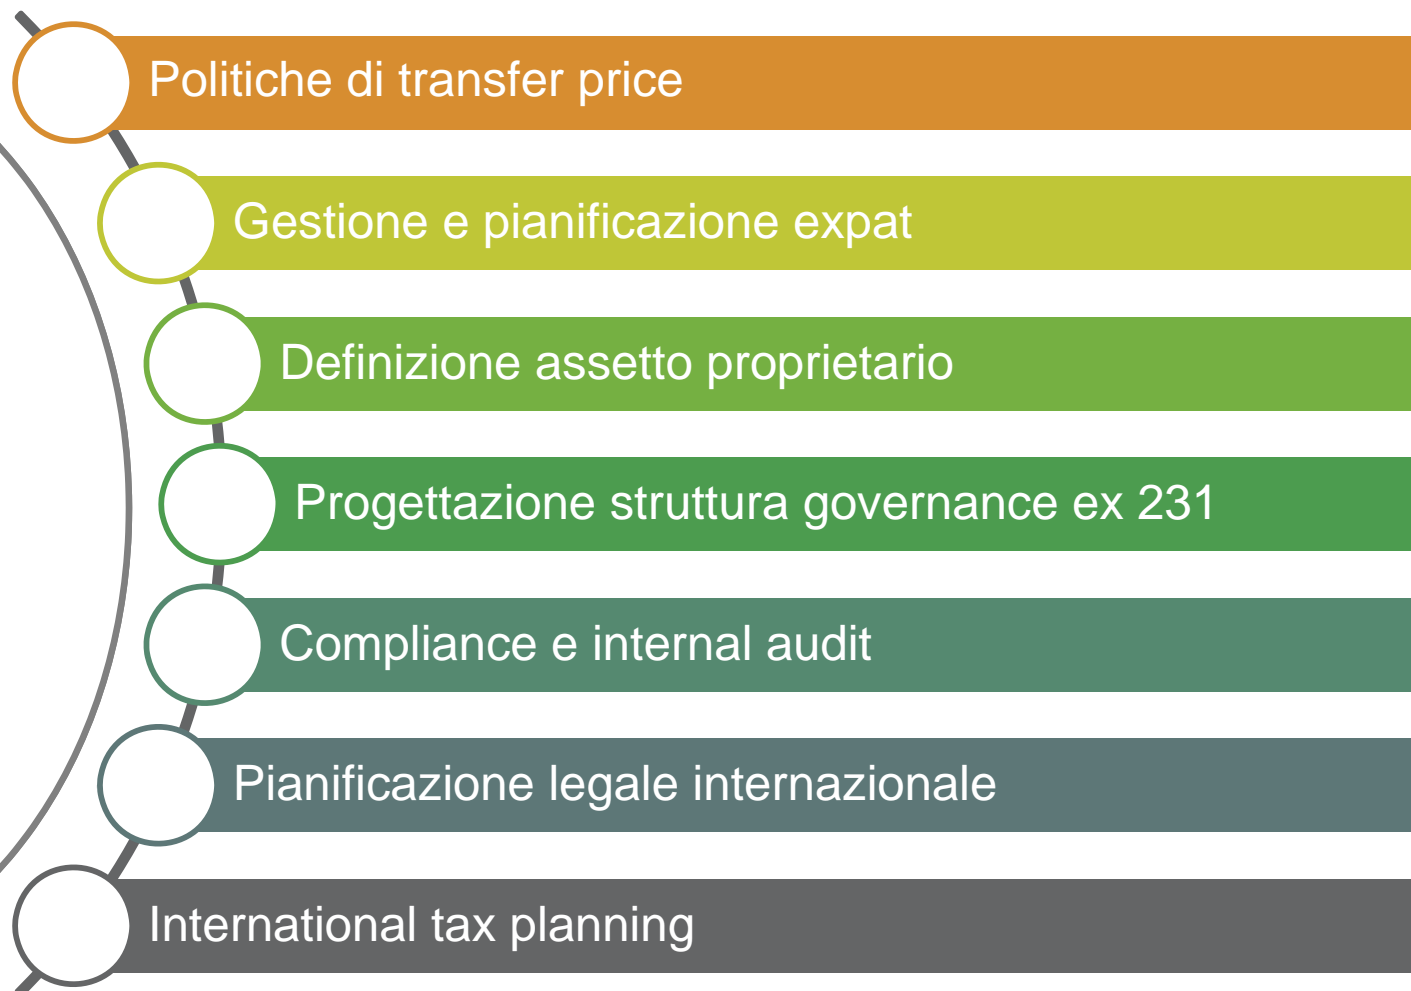 Politiche di transfer price
Gestione e pianificazione expat
Definizione assetto proprietario
Progettazione struttura governance ex 231
Compliance e internal audit
Pianificazione legale internazionale
International tax planning